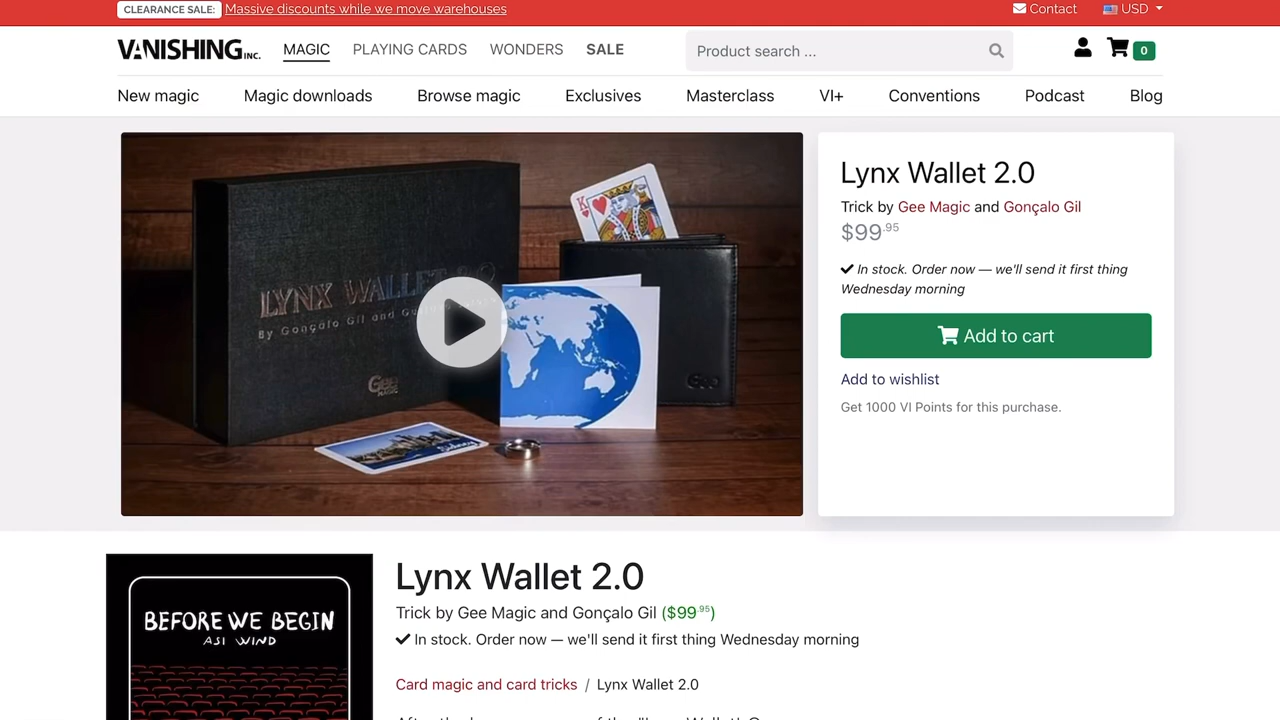 CLEARANCE SALE: Massive discounts while we move warehouses
Contact
USD
VANISHING INC.
MAGIC
PLAYING CARDS
WONDERS
SALE
Product search ...
0
New magic
Magic downloads
Browse magic
Exclusives
Masterclass
VI+
Conventions
Podcast
Blog
LYNX WALLET 2.0
By Gonçalo Gil and
Gee
MAGIC
K
Sydney
Gee
Lynx Wallet 2.0
Trick by Gee Magic and Gonçalo Gil
$99.95
In stock. Order now — we'll send it first thing
Wednesday morning
Add to cart
Add to wishlist
Get 1000 VI Points for this purchase.
BEFORE WE BEGIN
ASI WIND
Lynx Wallet 2.0
Trick by Gee Magic and Gonçalo Gil ($99.95)
In stock. Order now — we'll send it first thing Wednesday morning
Card magic and card tricks / Lynx Wallet 2.0